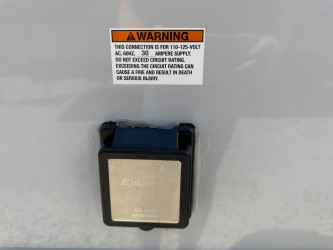 WARNING
THIS CONNECTION IS FOR 110-125-VOLT
AC, 60HZ, 30 AMPERE SUPPLY.
DO NOT EXCEED CIRCUIT RATING.
EXCEEDING THE CIRCUIT RATING CAN
CAUSE A FIRE AND RESULT IN DEATH
OR SERIOUS INJURY.